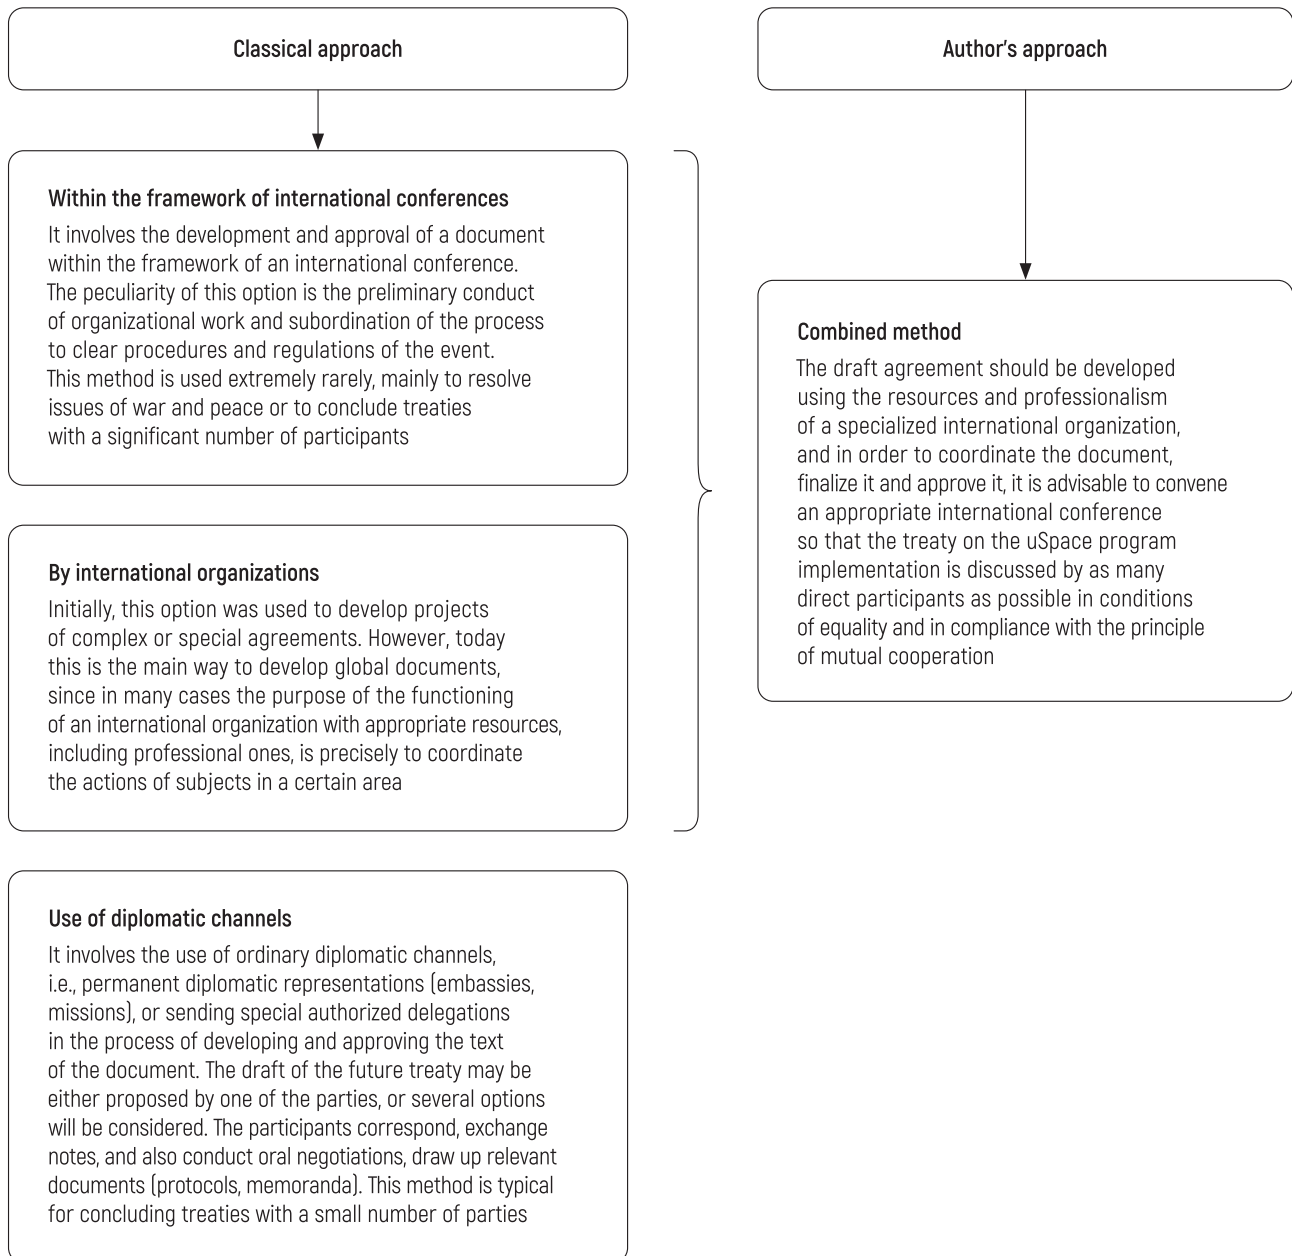 Classical approach
Author's approach
Within the framework of international conferences
It involves the development and approval of a document
within the framework of an international conference.
The peculiarity of this option is the preliminary conduct
of organizational work and subordination of the process
to clear procedures and regulations of the event.
This method is used extremely rarely, mainly to resolve
issues of war and peace or to conclude treaties
with a significant number of participants
By international organizations
Initially, this option was used to develop projects
of complex or special agreements. However, today
this is the main way to develop global documents,
since in many cases the purpose of the functioning
of an international organization with appropriate resources,
including professional ones, is precisely to coordinate
the actions of subjects in a certain area
Use of diplomatic channels
It involves the use of ordinary diplomatic channels,
i.e., permanent diplomatic representations (embassies,
missions), or sending special authorized delegations
in the process of developing and approving the text
of the document. The draft of the future treaty may be
either proposed by one of the parties, or several options
will be considered. The participants correspond, exchange
notes, and also conduct oral negotiations, draw up relevant
documents (protocols, memoranda). This method is typical
for concluding treaties with a small number of parties
Combined method
The draft agreement should be developed
using the resources and professionalism
of a specialized international organization,
and in order to coordinate the document,
finalize it and approve it, it is advisable to convene
an appropriate international conference
so that the treaty on the uSpace program
implementation is discussed by as many
direct participants as possible in conditions
of equality and in compliance with the principle
of mutual cooperation